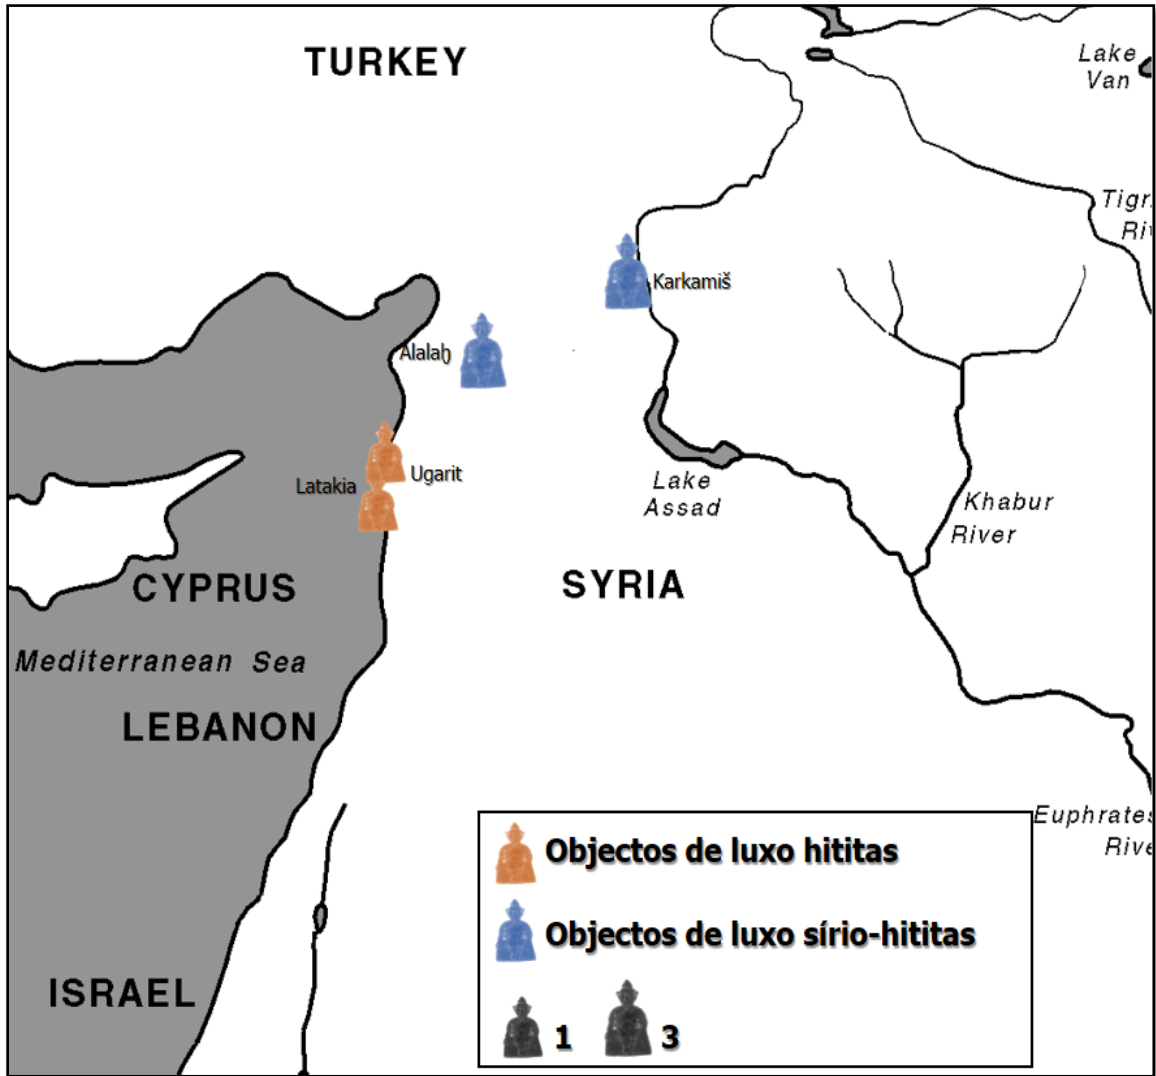 TURKEY
Lake
Van
Tigr
Ri
Karkamiš
Alalaḫ
Ugarit
Latakia
Lake
Assad
Khabur
River
CYPRUS
SYRIA
Mediterranean Sea
LEBANON
Euphrates
Rive
ISRAEL
Objectos de luxo hititas
Objectos de luxo sírio-hititas
1 3